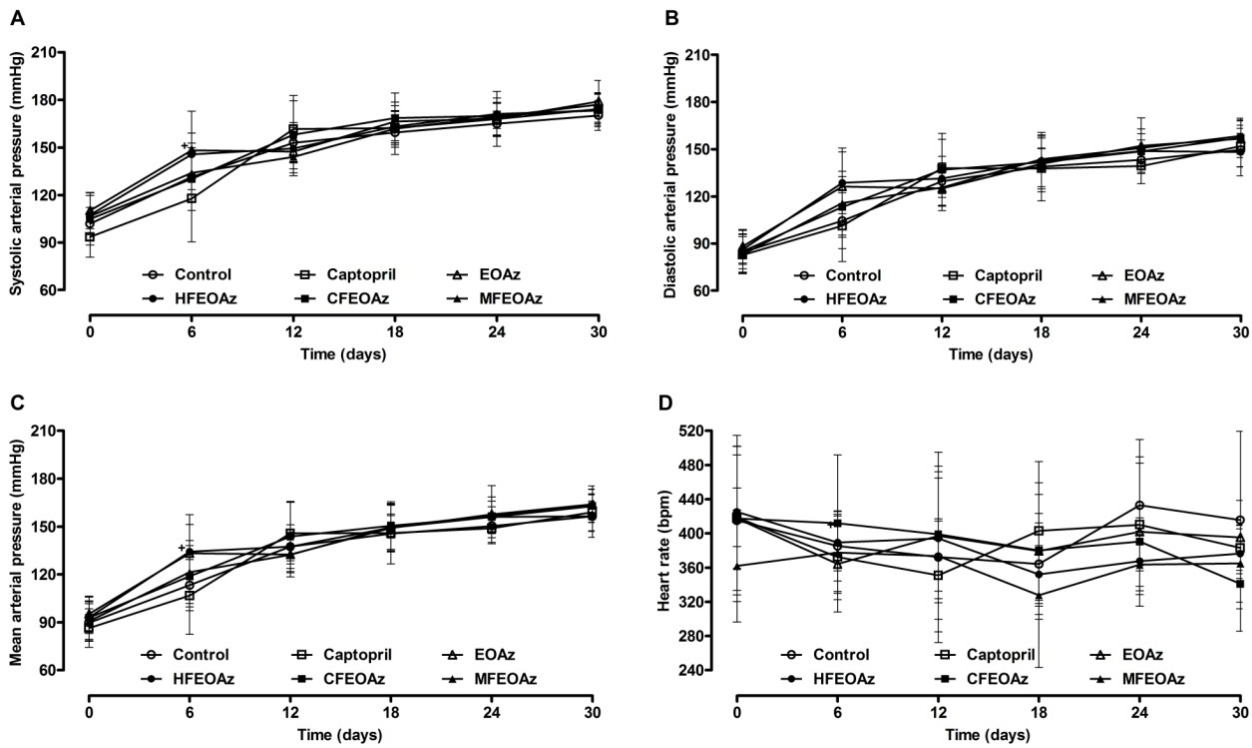 A
Systolic arterial pressure (mmHg)
210
180
150
120
90
60
+
Control Captopril EOAz
HFEOAz CFEOAz MFEOAz
0 6 12 18 24 30
Time (days)
B
Diastolic arterial pressure (mmHg)
210
180
150
120
90
60
Control Captopril EOAz
HFEOAz CFEOAz MFEOAz
0 6 12 18 24 30
Time (days)
C
Mean arterial pressure (mmHg)
210
180
150
120
90
60
+
Control Captopril EOAz
HFEOAz CFEOAz MFEOAz
0 6 12 18 24 30
Time (days)
D
Heart rate (bpm)
520
480
440
400
360
320
280
240
+
Control Captopril EOAz
HFEOAz CFEOAz MFEOAz
0 6 12 18 24 30
Time (days)